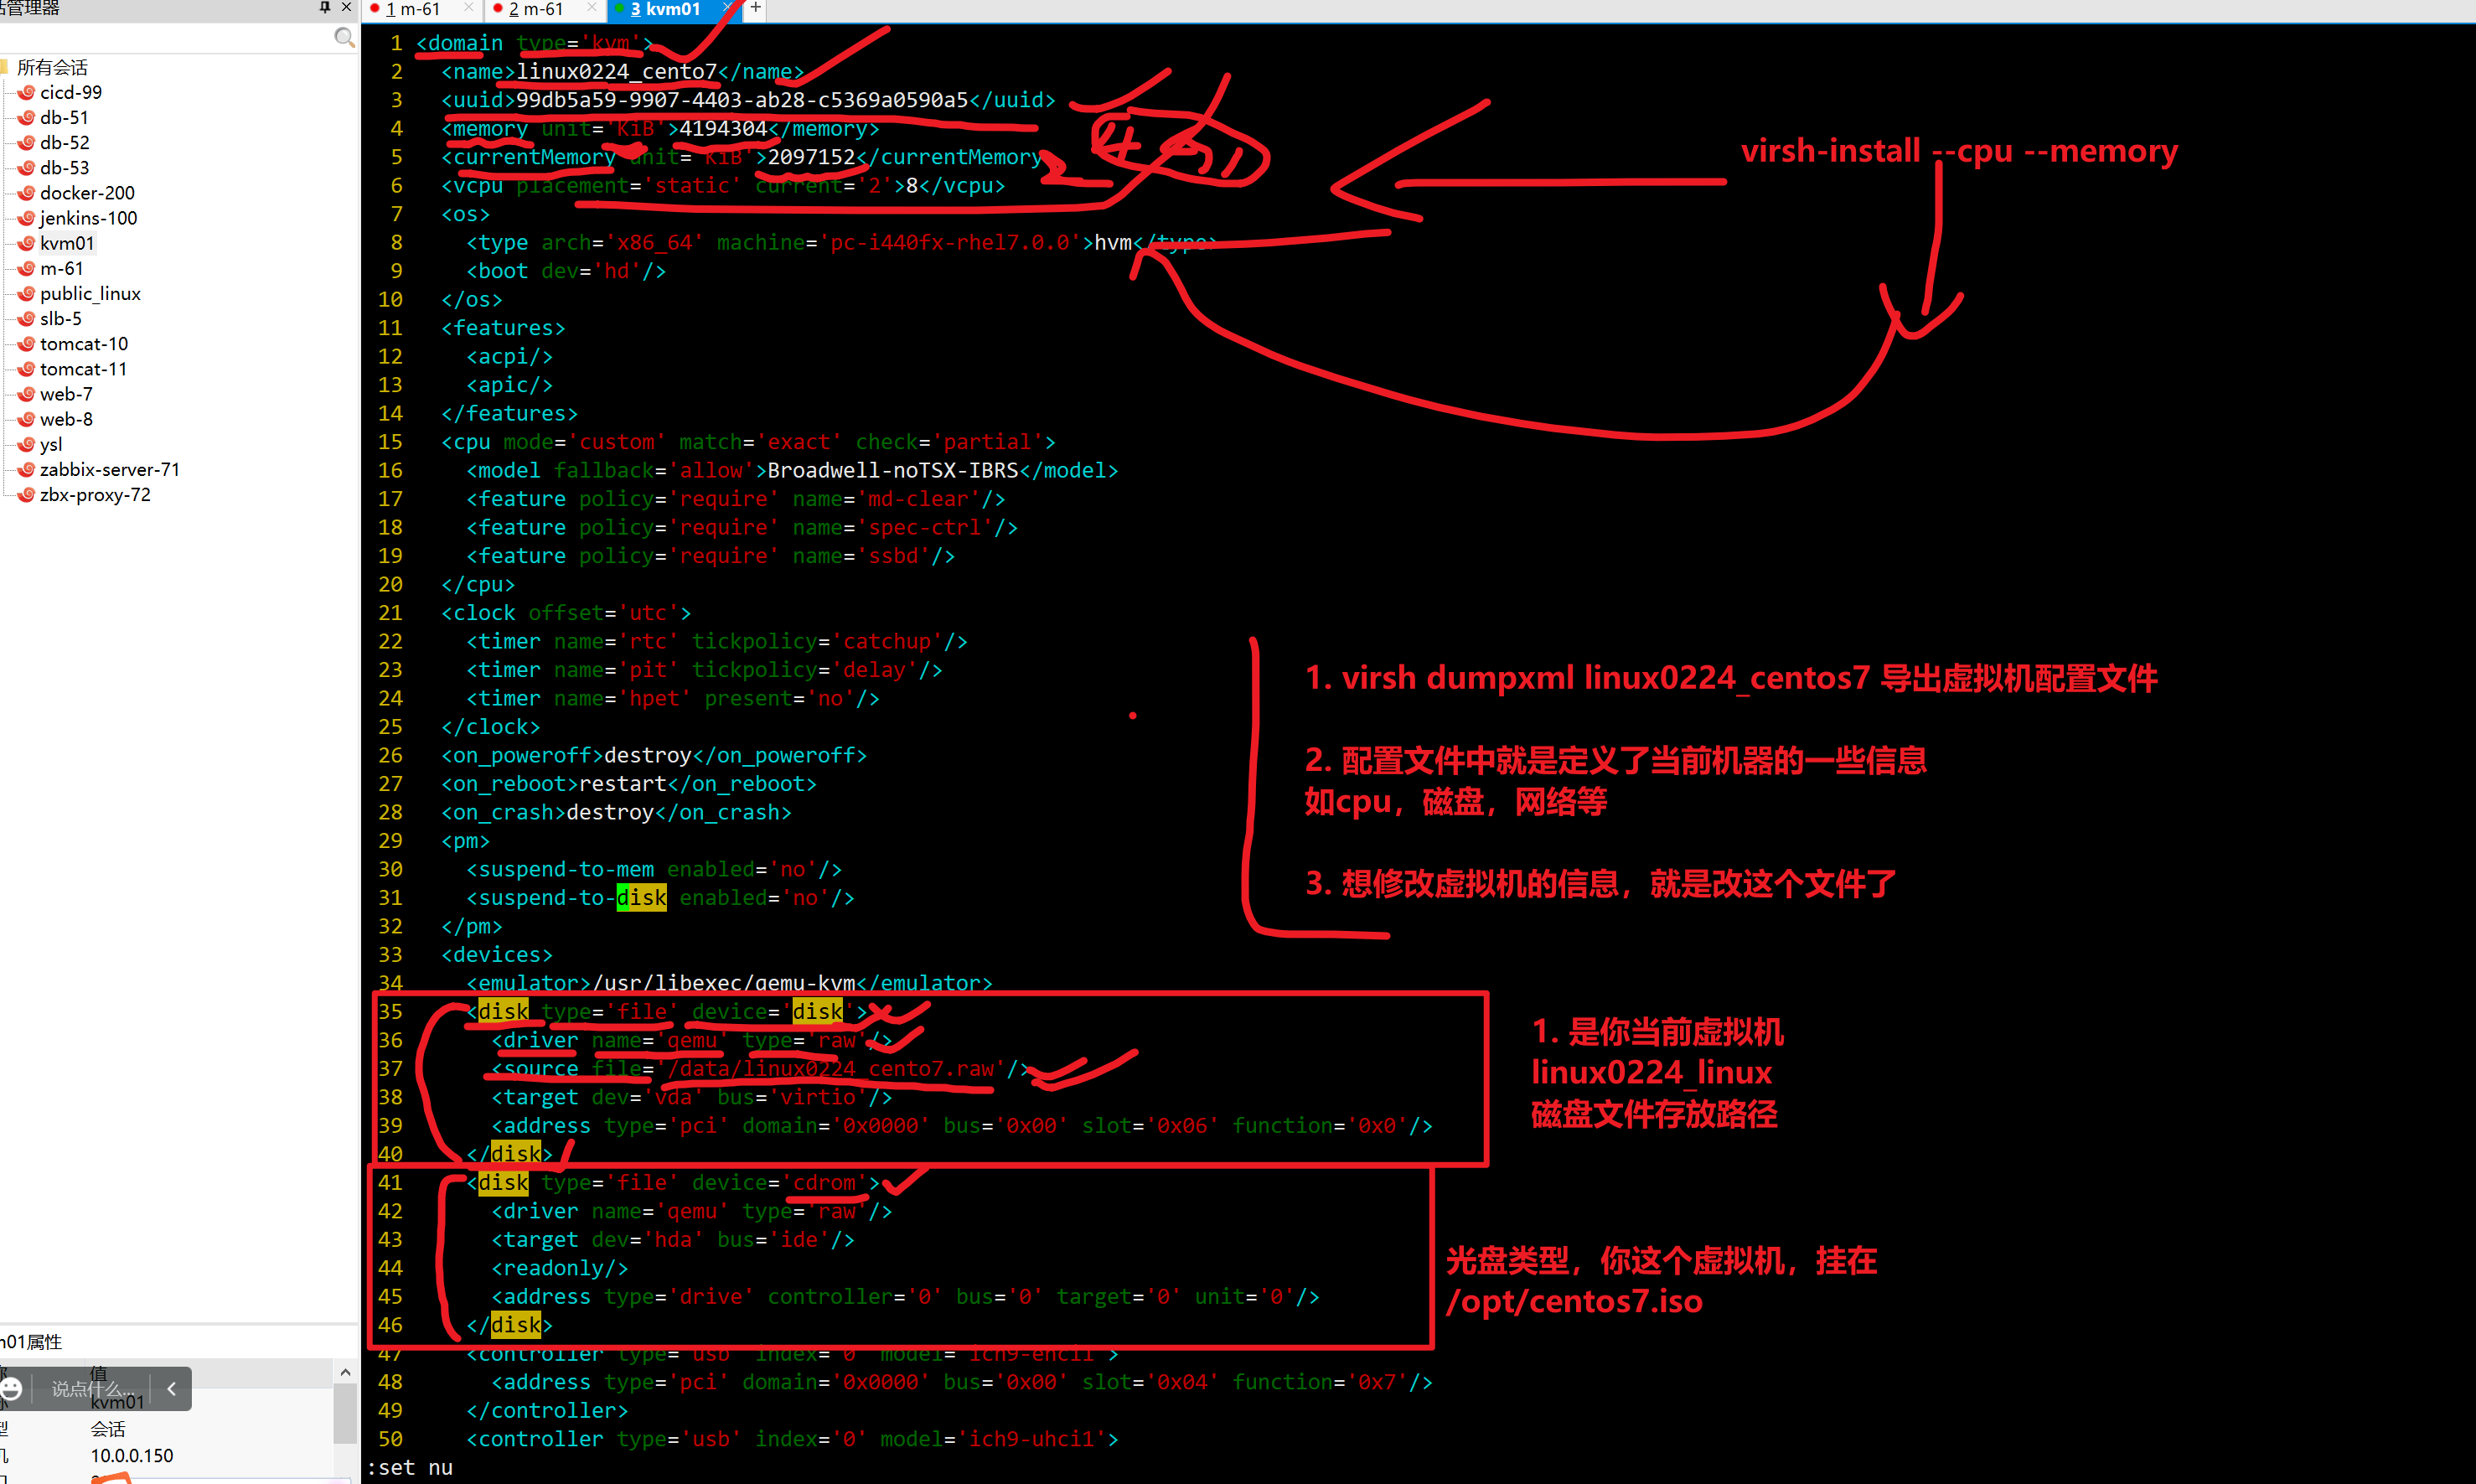 估管理器
1 m-61
2 m-61
3 kvm01
所有会话
cicd-99
db-51
db-52
db-53
docker-200
jenkins-100
kvm01
m-61
public_linux
slb-5
tomcat-10
tomcat-11
web-7
web-8
ysl
zabbix-server-71
zbx-proxy-72
1 <domain type='kvm'>
2 <name>linux0224_cento7</name>
3 <uuid>99db5a59-9907-4403-ab28-c5369a0590a5</uuid>
4 <memory unit='KiB'>4194304</memory>
5 <currentMemory unit='KiB'>2097152</currentMemory>
6 <vcpu placement='static' current='2'>8</vcpu>
7 <os>
8 <type arch='x86_64' machine='pc-i440fx-rhel7.0.0'>hvm</type>
9 <boot dev='hd'/>
10 </os>
11 <features>
12 <acpi/>
13 <apic/>
14 </features>
15 <cpu mode='custom' match='exact' check='partial'>
16 <model fallback='allow'>Broadwell-noTSX-IBRS</model>
17 <feature policy='require' name='md-clear'/>
18 <feature policy='require' name='spec-ctrl'/>
19 <feature policy='require' name='ssbd'/>
20 </cpu>
21 <clock offset='utc'>
22 <timer name='rtc' tickpolicy='catchup'/>
23 <timer name='pit' tickpolicy='delay'/>
24 <timer name='hpet' present='no'/>
25 </clock>
26 <on_poweroff>destroy</on_poweroff>
27 <on_reboot>restart</on_reboot>
28 <on_crash>destroy</on_crash>
29 <pm>
30 <suspend-to-mem enabled='no'/>
31 <suspend-to-disk enabled='no'/>
32 </pm>
33 <devices>
34 <emulator>/usr/libexec/qemu-kvm</emulator>
35 <disk type='file' device='disk'>
36 <driver name='qemu' type='raw'/>
37 <source file='/data/linux0224_cento7.raw'/>
38 <target dev='vda' bus='virtio'/>
39 <address type='pci' domain='0x0000' bus='0x00' slot='0x06' function='0x0'/>
40 </disk>
41 <disk type='file' device='cdrom'>
42 <driver name='qemu' type='raw'/>
43 <target dev='hda' bus='ide'/>
44 <readonly/>
45 <address type='drive' controller='0' bus='0' target='0' unit='0'/>
46 </disk>
47 <controller type='usb' index='0' model='ich9-ehci1'>
48 <address type='pci' domain='0x0000' bus='0x00' slot='0x04' function='0x7'/>
49 </controller>
50 <controller type='usb' index='0' model='ich9-uhci1'>
:set nu
virsh-install --cpu --memory
1. virsh dumpxml linux0224_centos7 导出虚拟机配置文件
2. 配置文件中就是定义了当前机器的一些信息
如cpu，磁盘，网络等
3. 想修改虚拟机的信息，就是改这个文件了
1. 是你当前虚拟机
linux0224_linux
磁盘文件存放路径
光盘类型，你这个虚拟机，挂在
/opt/centos7.iso
m01属性
值
说点什么...
kvm01
型 会话
机 10.0.0.150